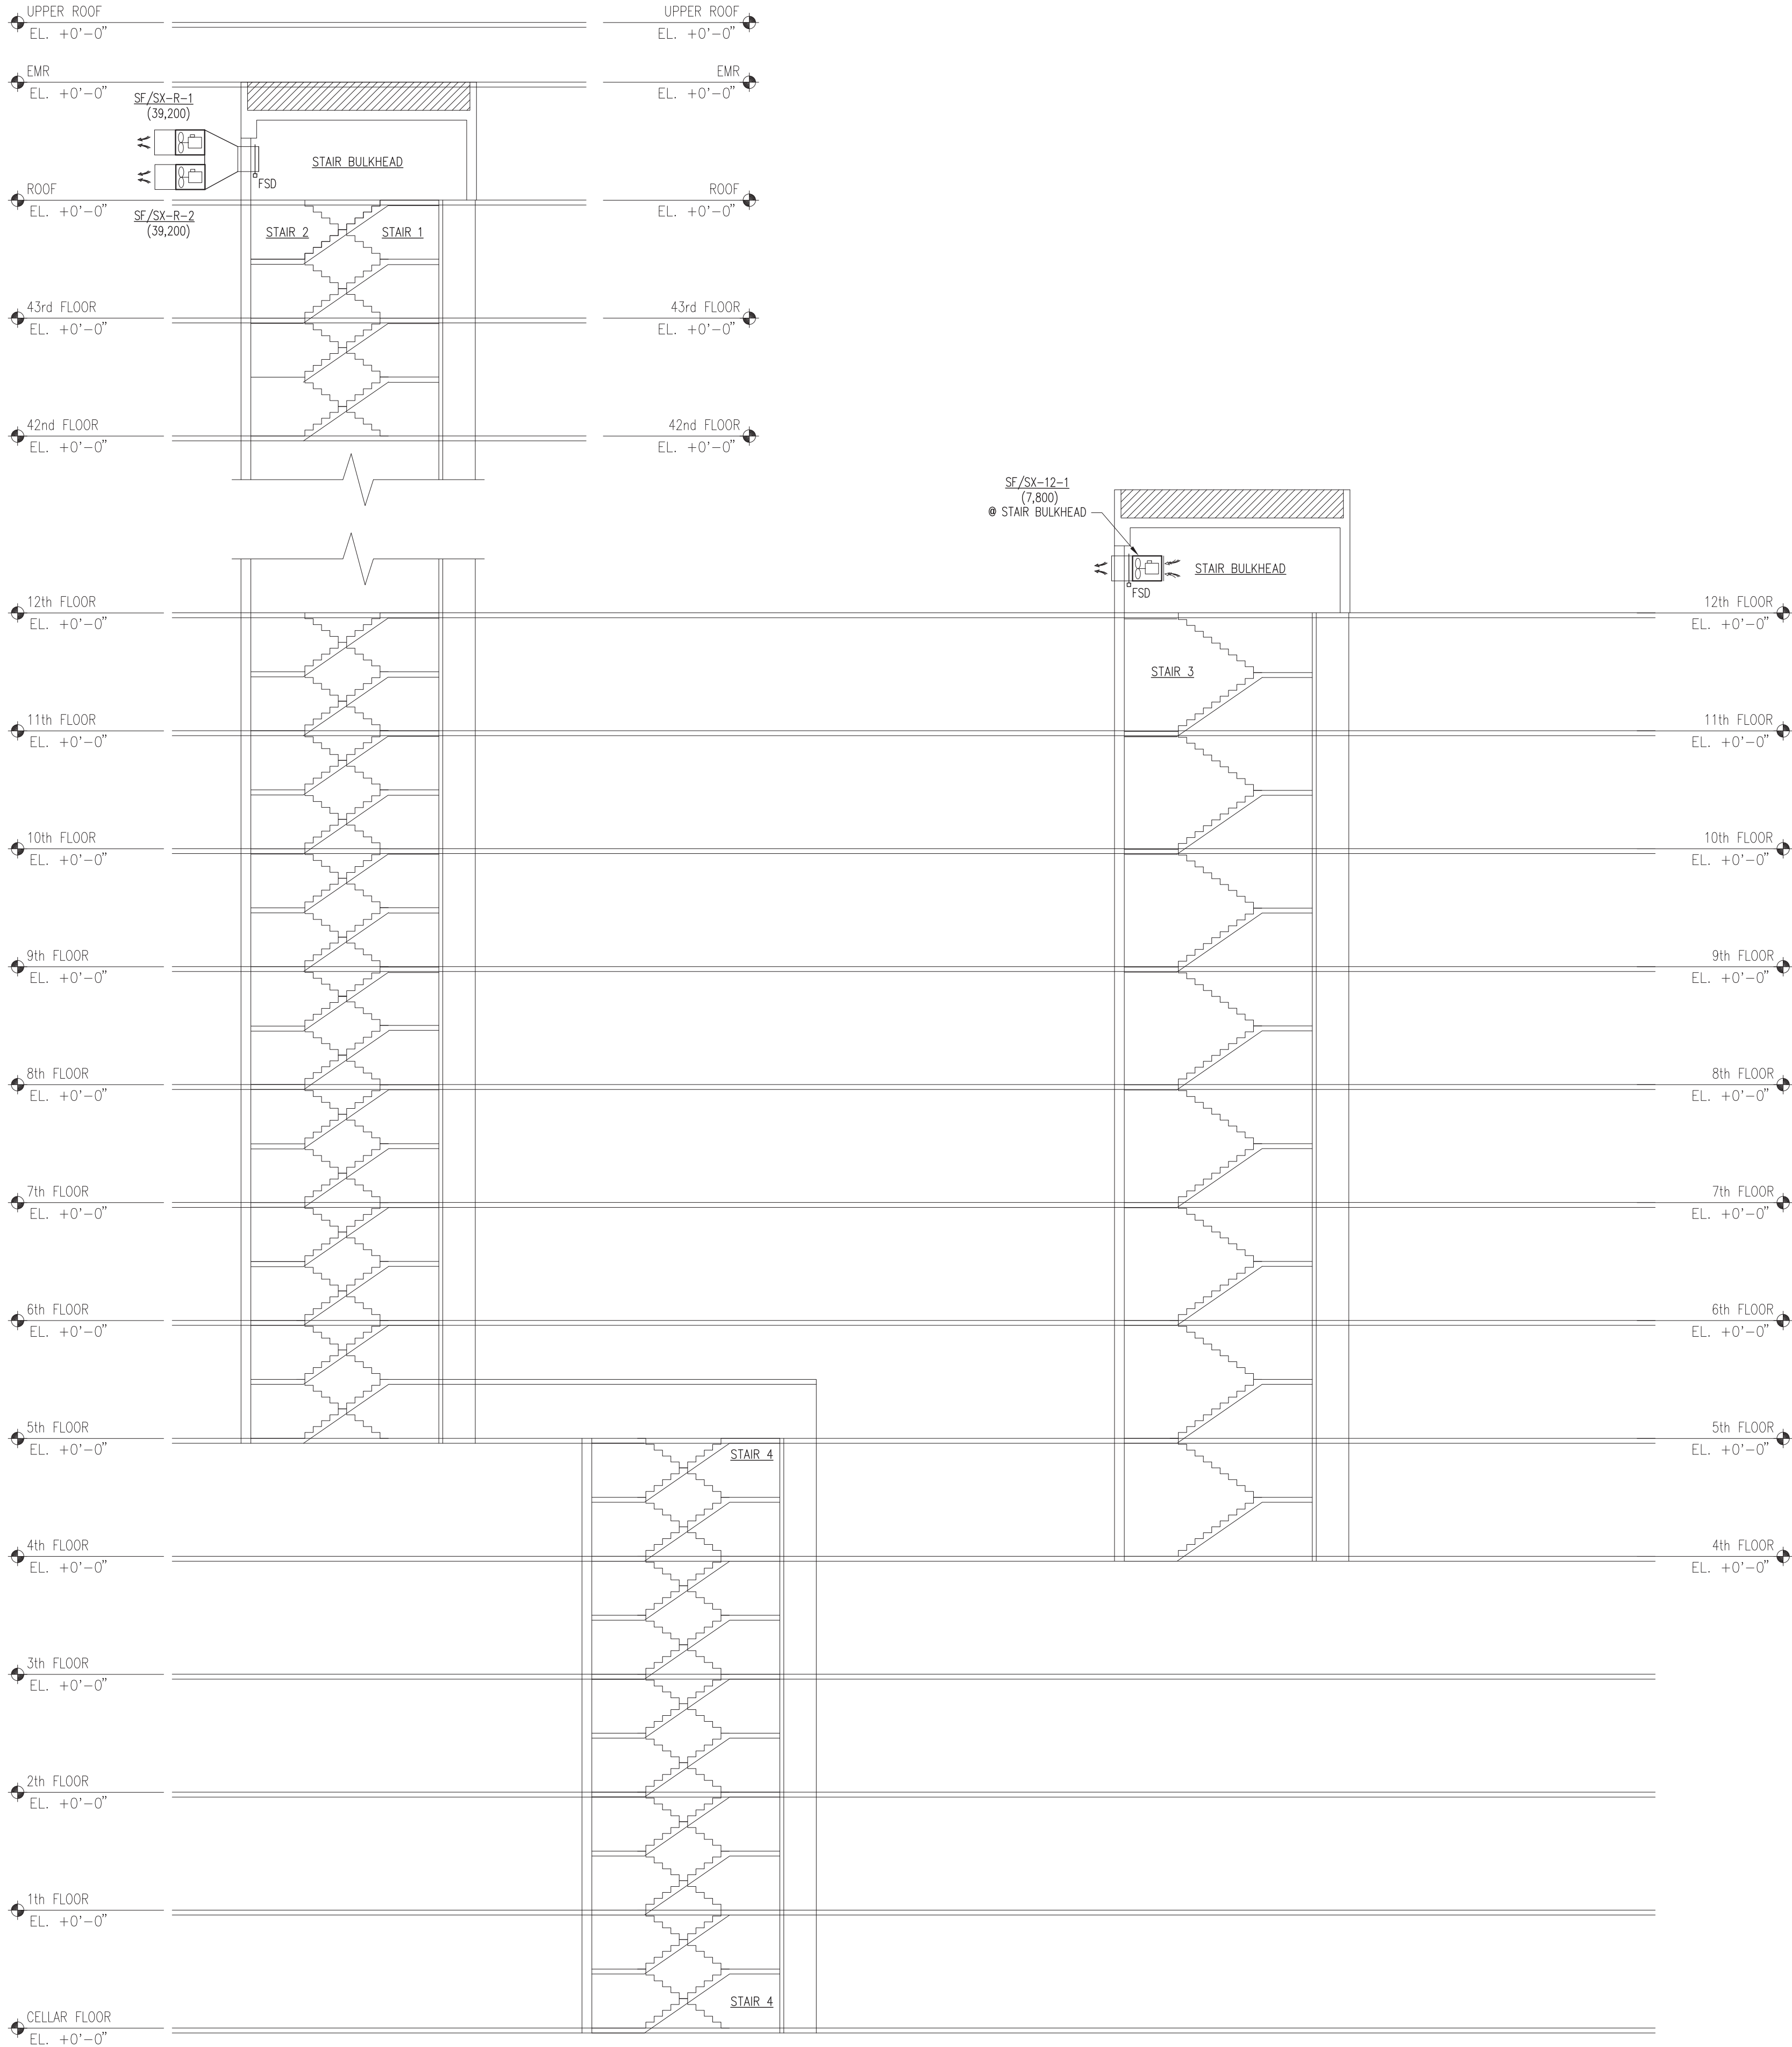 UPPER ROOF
EL. +0'-0"
UPPER ROOF
EL. +0'-0"
EMR
EL. +0'-0"
EMR
EL. +0'-0"
SF/SX-R-1
(39,200)
STAIR BULKHEAD
FSD
ROOF
EL. +0'-0"
ROOF
EL. +0'-0"
SF/SX-R-2
(39,200)
STAIR 2
STAIR 1
43rd FLOOR
EL. +0'-0"
43rd FLOOR
EL. +0'-0"
42nd FLOOR
EL. +0'-0"
42nd FLOOR
EL. +0'-0"
SF/SX-12-1
(7,800)
@ STAIR BULKHEAD
STAIR BULKHEAD
FSD
12th FLOOR
EL. +0'-0"
12th FLOOR
EL. +0'-0"
STAIR 3
11th FLOOR
EL. +0'-0"
11th FLOOR
EL. +0'-0"
10th FLOOR
EL. +0'-0"
10th FLOOR
EL. +0'-0"
9th FLOOR
EL. +0'-0"
9th FLOOR
EL. +0'-0"
8th FLOOR
EL. +0'-0"
8th FLOOR
EL. +0'-0"
7th FLOOR
EL. +0'-0"
7th FLOOR
EL. +0'-0"
6th FLOOR
EL. +0'-0"
6th FLOOR
EL. +0'-0"
5th FLOOR
EL. +0'-0"
5th FLOOR
EL. +0'-0"
STAIR 4
4th FLOOR
EL. +0'-0"
4th FLOOR
EL. +0'-0"
3th FLOOR
EL. +0'-0"
2th FLOOR
EL. +0'-0"
1th FLOOR
EL. +0'-0"
STAIR 4
CELLAR FLOOR
EL. +0'-0"